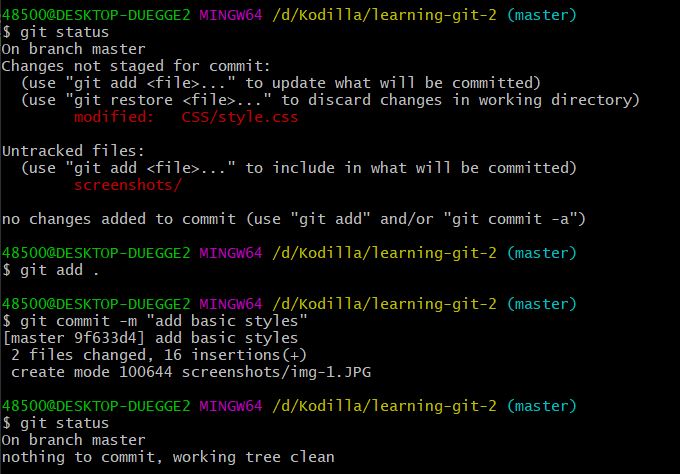 48500@DESKTOP-DUEGGE2 MINGW64 /d/Kodilla/learning-git-2 (master)
$ git status
On branch master
Changes not staged for commit:
  (use "git add <file>..." to update what will be committed)
  (use "git restore <file>..." to discard changes in working directory)
        modified:   CSS/style.css

Untracked files:
  (use "git add <file>..." to include in what will be committed)
        screenshots/

no changes added to commit (use "git add" and/or "git commit -a")

48500@DESKTOP-DUEGGE2 MINGW64 /d/Kodilla/learning-git-2 (master)
$ git add .

48500@DESKTOP-DUEGGE2 MINGW64 /d/Kodilla/learning-git-2 (master)
$ git commit -m "add basic styles"
[master 9f633d4] add basic styles
 2 files changed, 16 insertions(+)
 create mode 100644 screenshots/img-1.JPG

48500@DESKTOP-DUEGGE2 MINGW64 /d/Kodilla/learning-git-2 (master)
$ git status
On branch master
nothing to commit, working tree clean